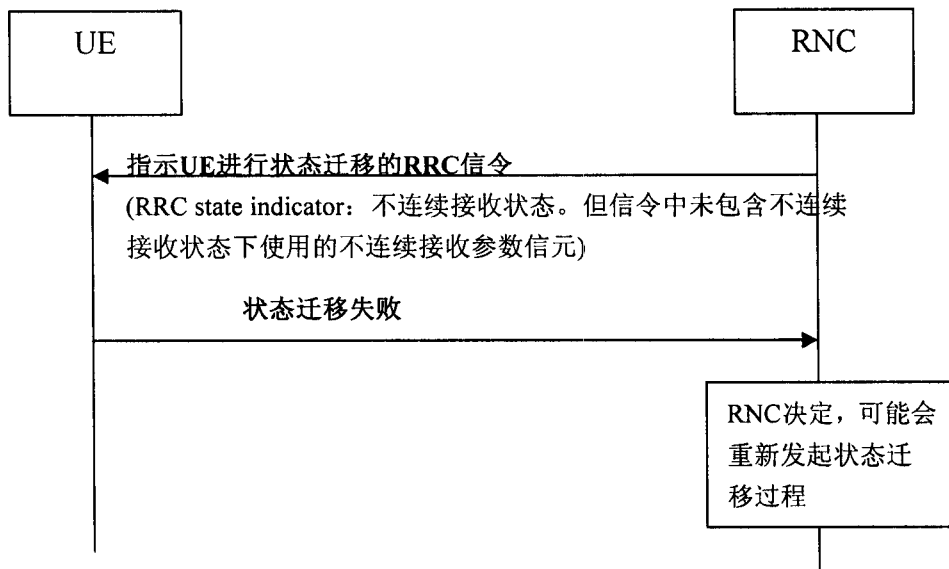 UE
RNC
指示UE进行状态迁移的RRC信令
(RRC state indicator：不连续接收状态。但信令中未包含不连续
接收状态下使用的不连续接收参数信元)
状态迁移失败
RNC决定，可能会
重新发起状态迁
移过程